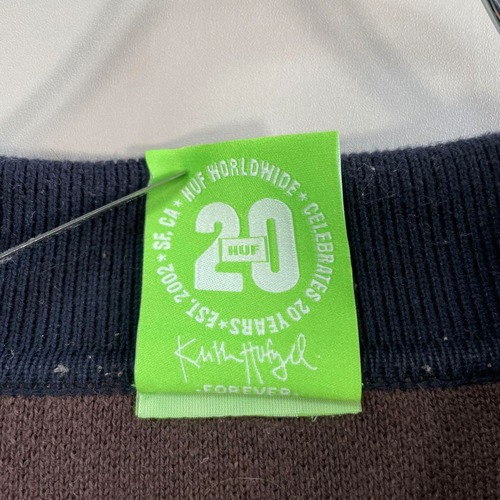 HUF WORLDWIDE ★ CELEBRATES 20 YEARS ★ EST. 2002 ★ SF, CA ★
20
HUF
Keith Hufnagel
·FOREVER·